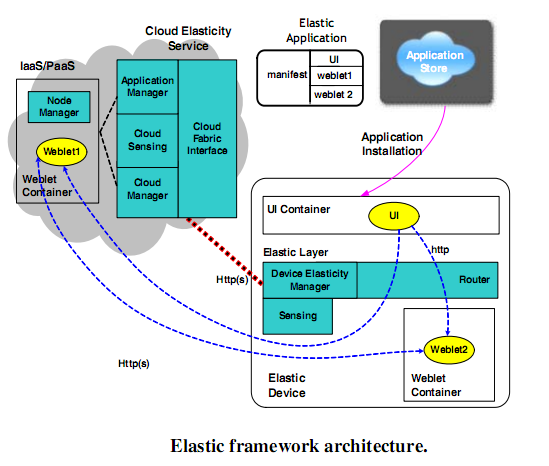 Cloud Elasticity
Service
IaaS/PaaS
Node
Manager
Weblet1
Weblet
Container
Application
Manager
Cloud
Sensing
Cloud
Manager
Cloud
Fabric
Interface
Elastic
Application
manifest
UI
weblet1
weblet 2
Application
Store
Application
Installation
UI Container
UI
http
Elastic Layer
Device Elasticity
Manager
Router
Sensing
Http(s)
Http(s)
Weblet2
Weblet
Container
Elastic
Device
Elastic framework architecture.